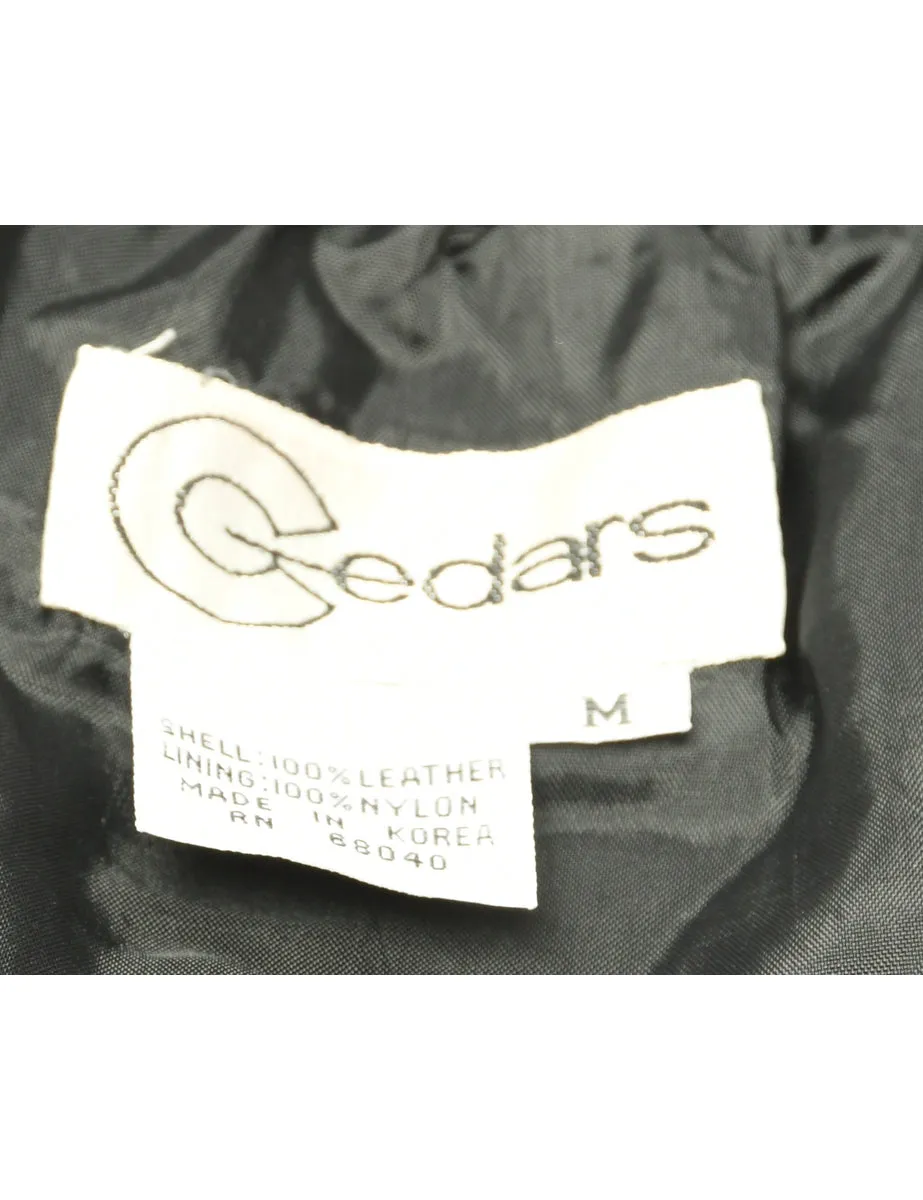 Cedars
M
SHELL:100% LEATHER
LINING:100% NYLON
MADE IN KOREA
RN 68040